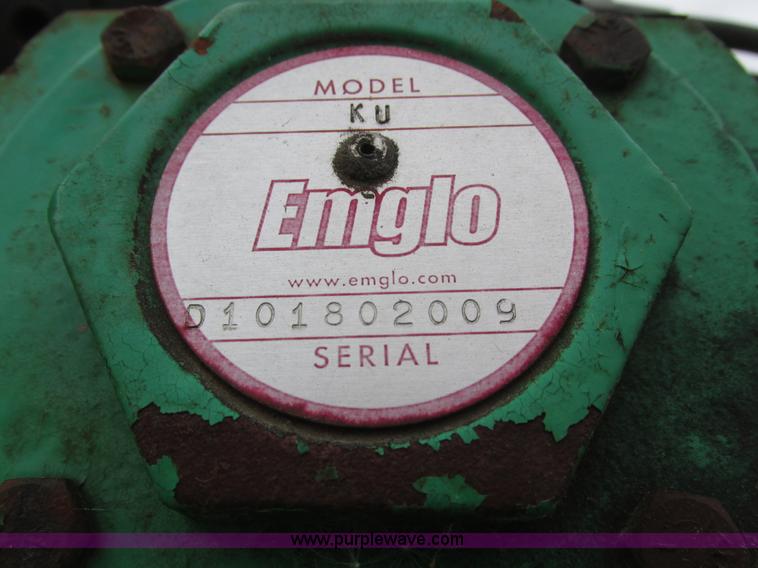 MODEL
KU
Emglo
www.emglo.com
D101802009
SERIAL
www.purplewave.com